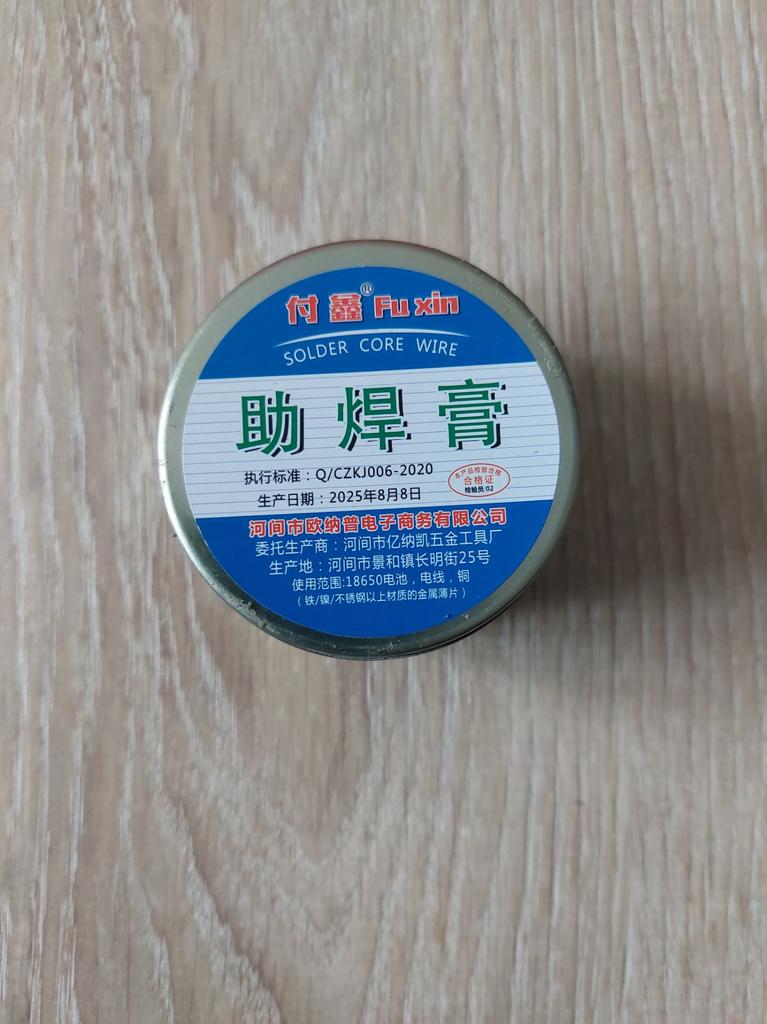 付鑫® Fu xin
SOLDER CORE WIRE
助焊膏
执行标准：Q/CZKJ006-2020
生产日期：2025年8月8日
本产品检验合格
合格证
检验员:02
河间市欧纳普电子商务有限公司
委托生产商：河间市亿纳凯五金工具厂
生产地：河间市景和镇长明街25号
使用范围:18650电池，电线，铜
（铁/镍/不锈钢以上材质的金属薄片）